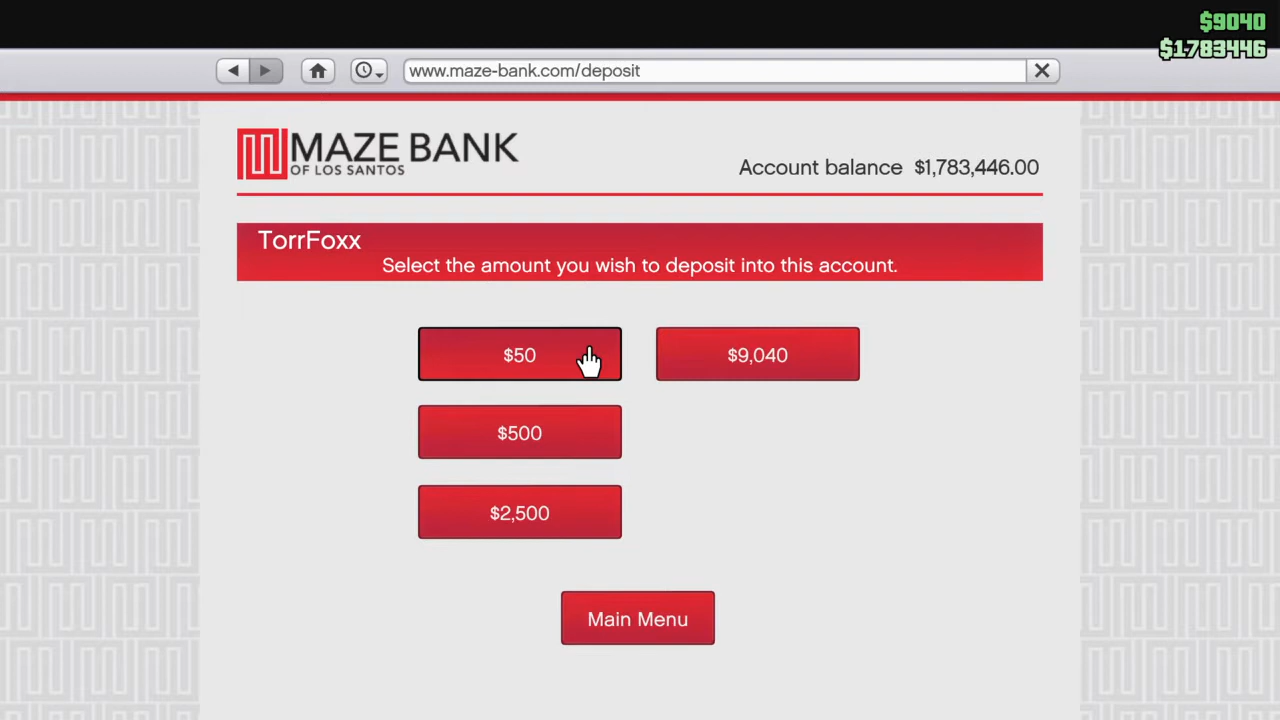 $9040
$1783446
www.maze-bank.com/deposit
MAZE BANK
OF LOS SANTOS
Account balance $1,783,446.00
TorrFoxx
Select the amount you wish to deposit into this account.
$50
$9,040
$500
$2,500
Main Menu